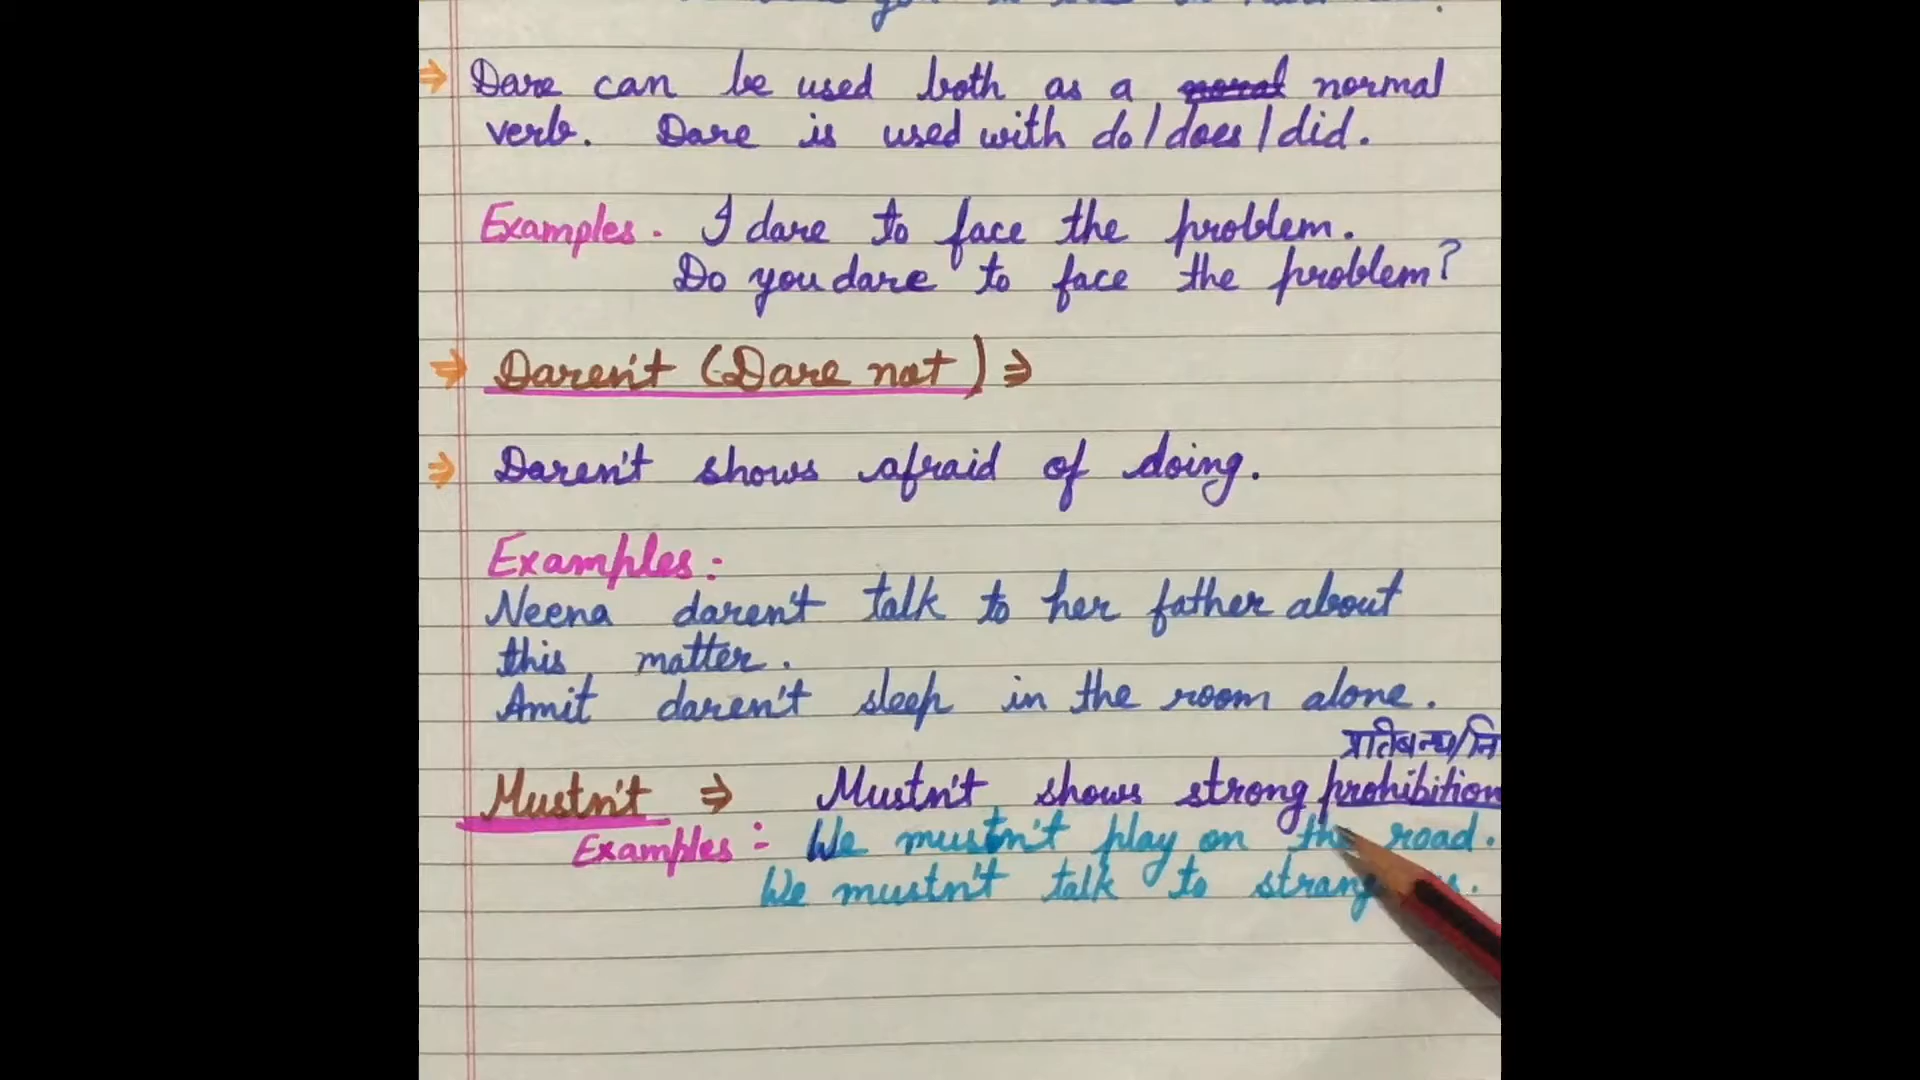 ⇒ Dare can be used both as a normal
verb. Dare is used with do/does/did.
Examples. I dare to face the problem.
Do you dare to face the problem?
⇒ Daren't (Dare not) ⇒
⇒ Daren't shows afraid of doing.
Examples:
Neena daren't talk to her father about
this matter.
Amit daren't sleep in the room alone.
प्रतिबन्ध/नि
Mustn't ⇒ Mustn't shows strong prohibition
Examples:- We mustn't play on the road.
We mustn't talk to